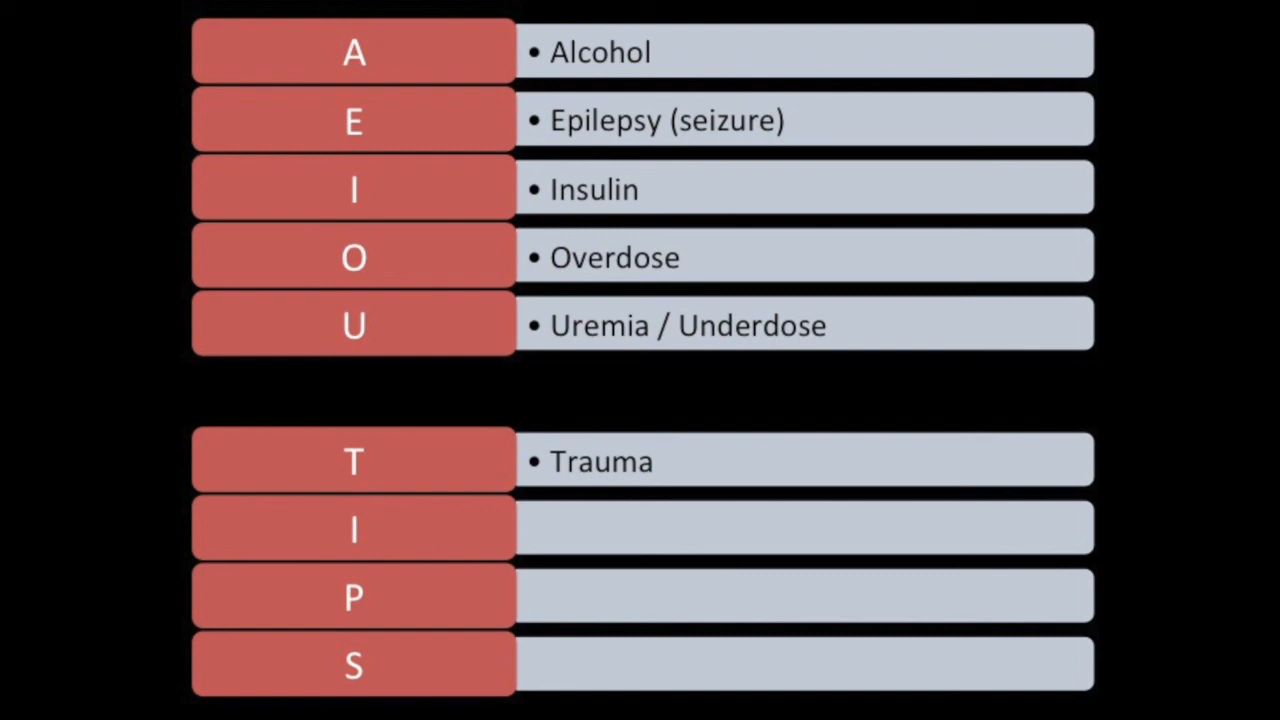 A
• Alcohol
E
• Epilepsy (seizure)
I
• Insulin
O
• Overdose
U
• Uremia / Underdose
T
• Trauma
I
P
S